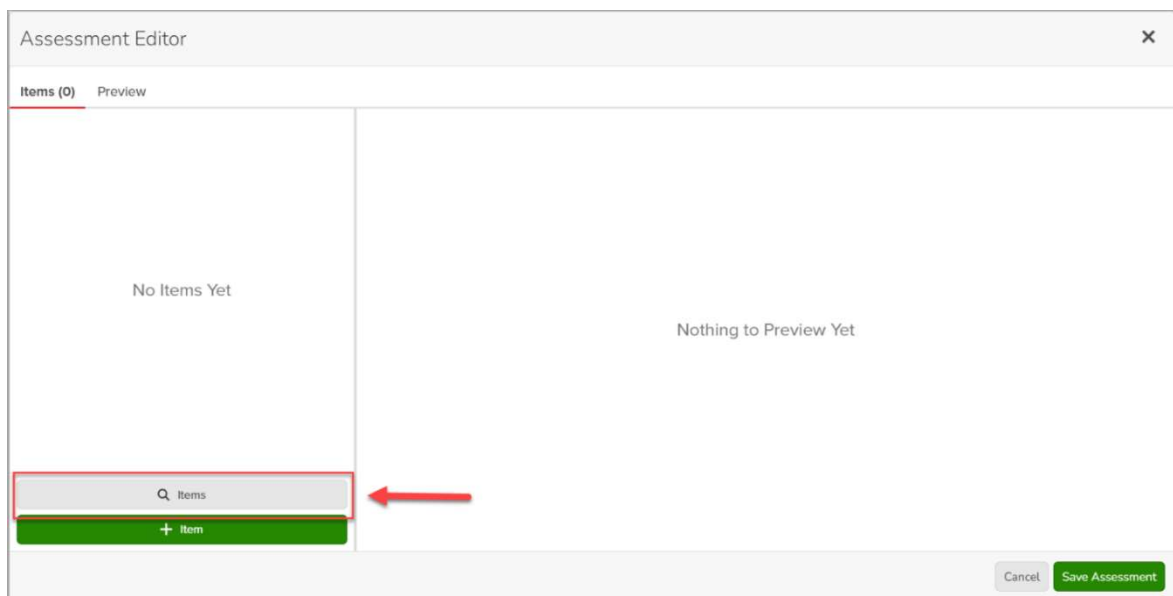 Assessment Editor
Items (0) Preview
No Items Yet
Nothing to Preview Yet
Items
+ Item
Cancel Save Assessment